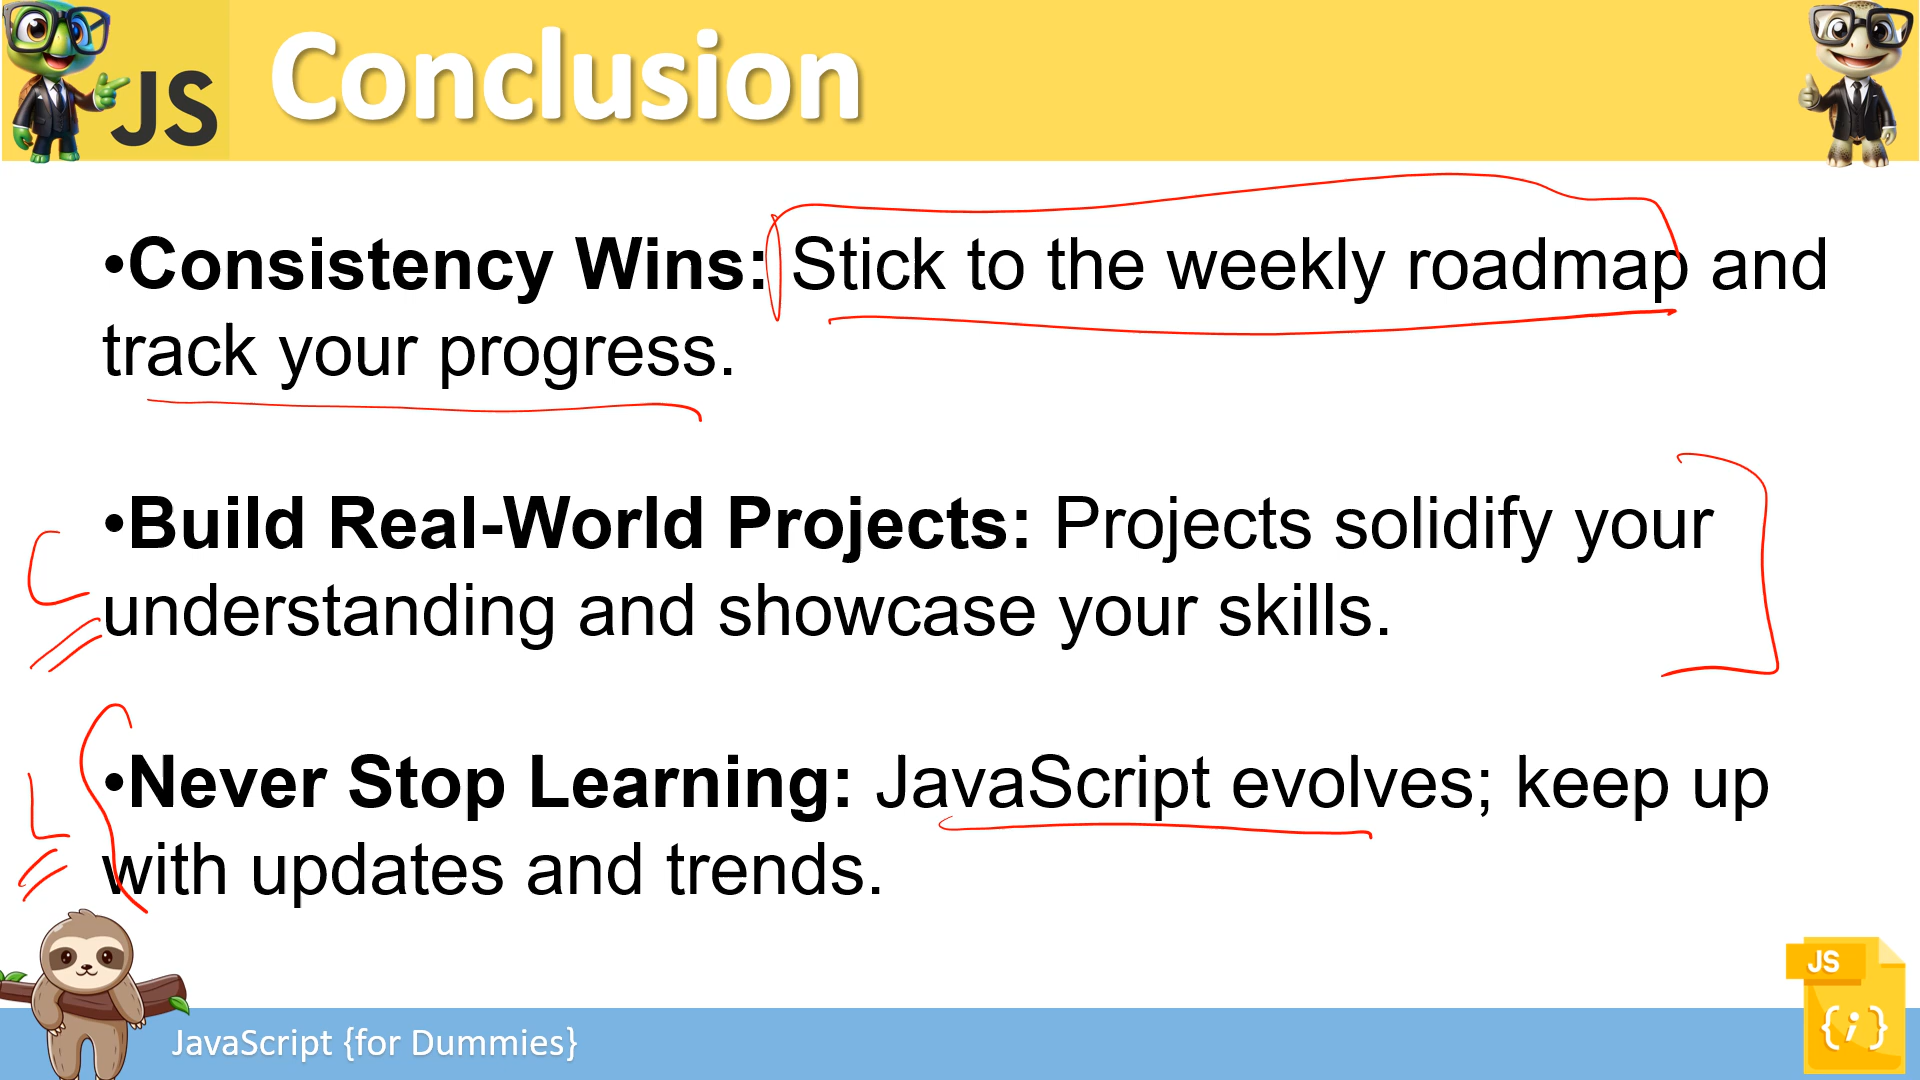 JS
Conclusion
•Consistency Wins: Stick to the weekly roadmap and
track your progress.
•Build Real-World Projects: Projects solidify your
understanding and showcase your skills.
•Never Stop Learning: JavaScript evolves; keep up
with updates and trends.
JS
{;}
JavaScript {for Dummies}